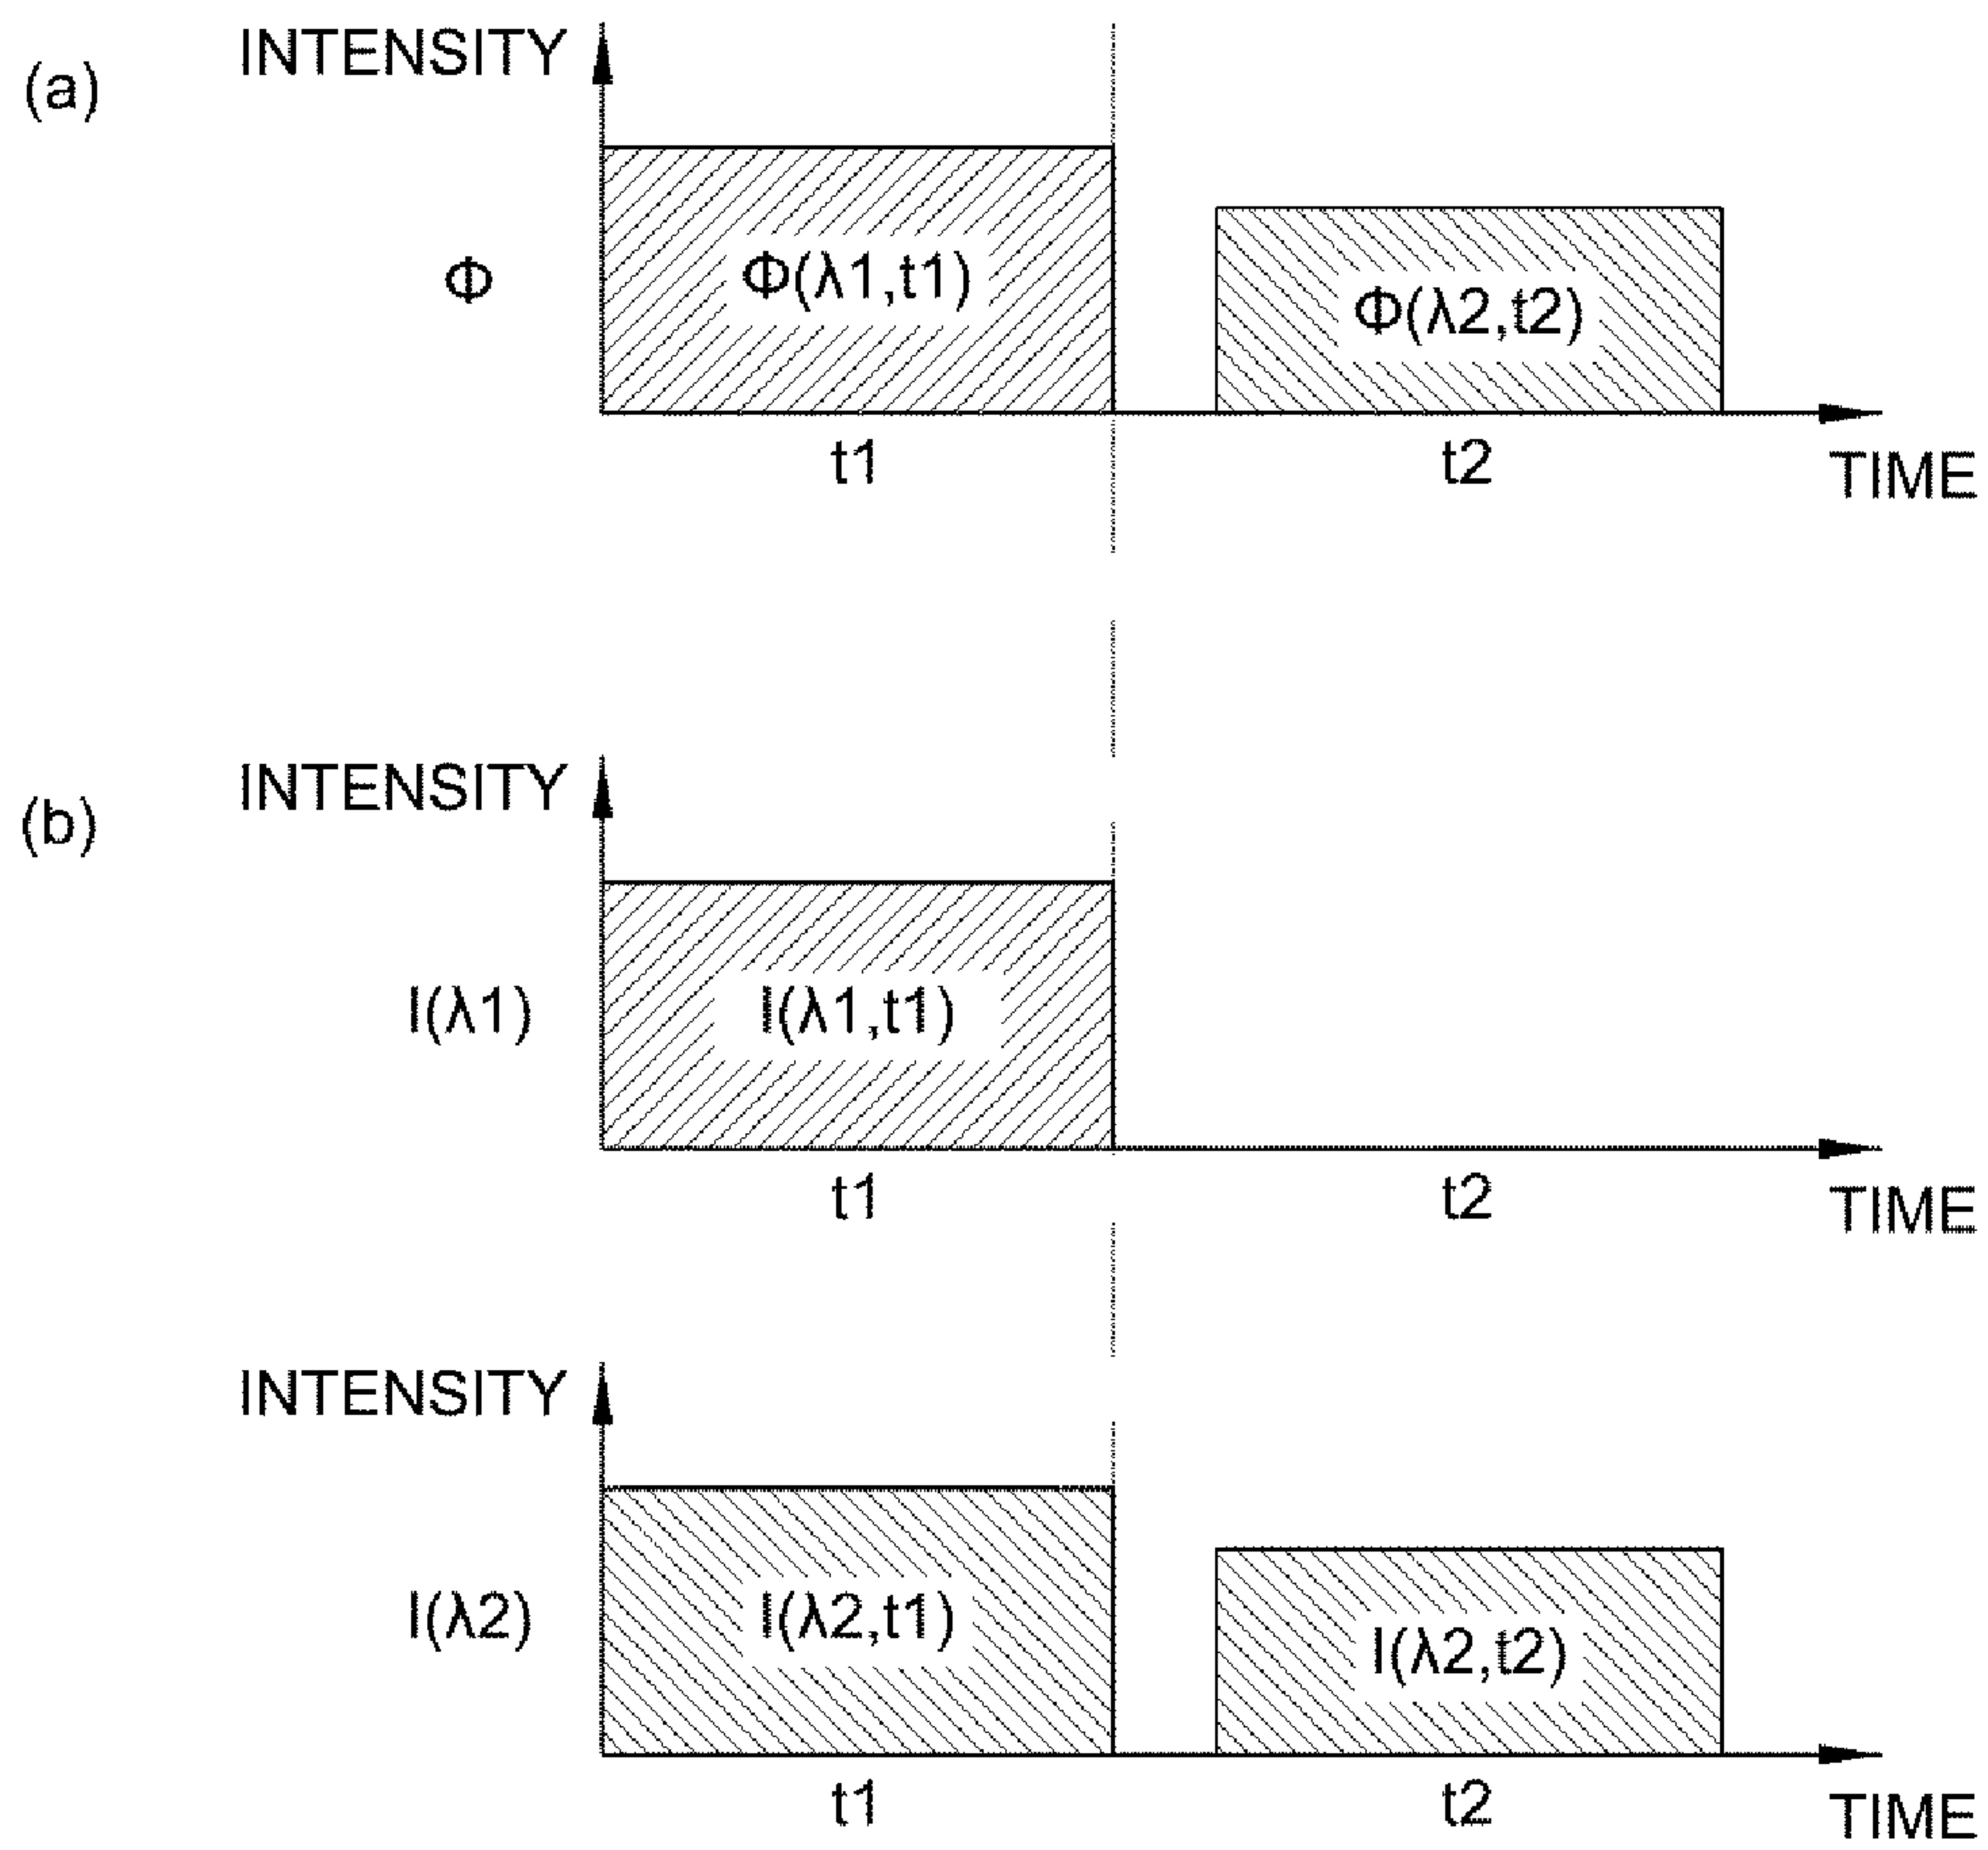 (a)
INTENSITY
Φ
Φ(λ1,t1)
Φ(λ2,t2)
t1
t2
TIME
(b)
INTENSITY
I(λ1)
I(λ1,t1)
t1
t2
TIME
INTENSITY
I(λ2)
I(λ2,t1)
I(λ2,t2)
t1
t2
TIME